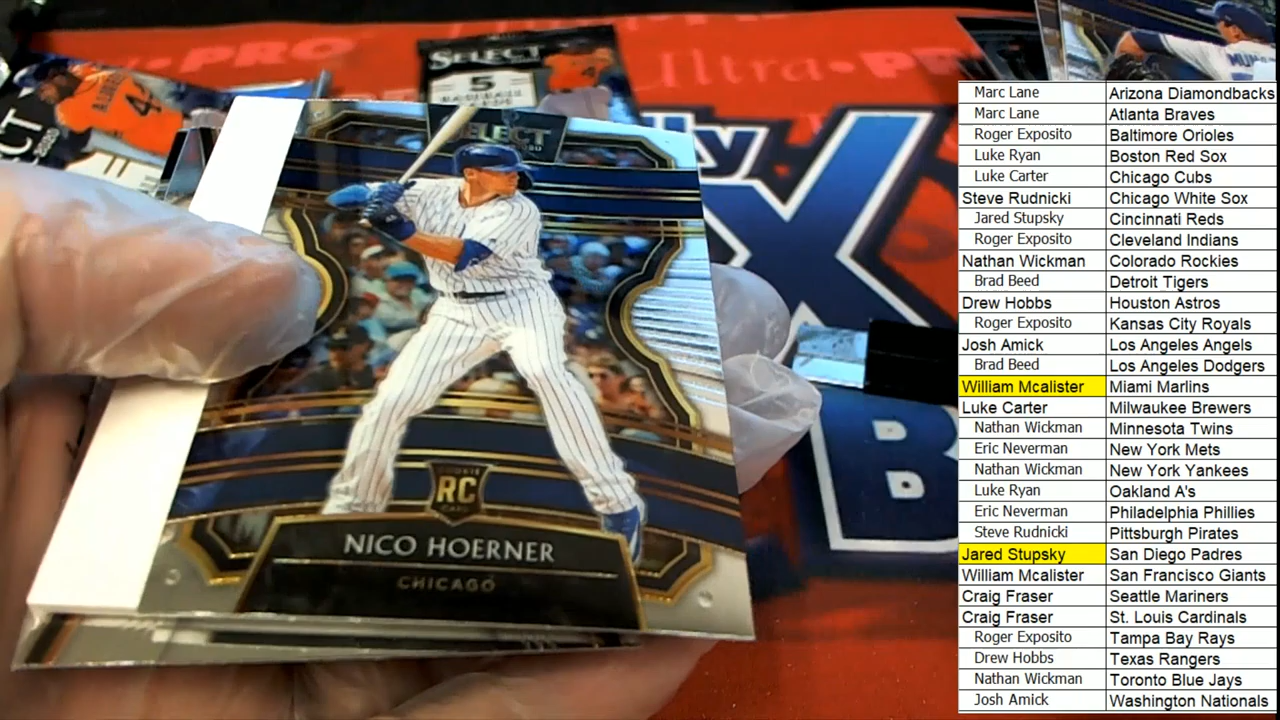 SELECT
5
SELECT
ROOKIE
RC
CARD
NICO HOERNER
CHICAGO
Marc Lane Arizona Diamondbacks
Marc Lane Atlanta Braves
Roger Exposito Baltimore Orioles
Luke Ryan Boston Red Sox
Luke Carter Chicago Cubs
Steve Rudnicki Chicago White Sox
Jared Stupsky Cincinnati Reds
Roger Exposito Cleveland Indians
Nathan Wickman Colorado Rockies
Brad Beed Detroit Tigers
Drew Hobbs Houston Astros
Roger Exposito Kansas City Royals
Josh Amick Los Angeles Angels
Brad Beed Los Angeles Dodgers
William Mcalister Miami Marlins
Luke Carter Milwaukee Brewers
Nathan Wickman Minnesota Twins
Eric Neverman New York Mets
Nathan Wickman New York Yankees
Luke Ryan Oakland A's
Eric Neverman Philadelphia Phillies
Steve Rudnicki Pittsburgh Pirates
Jared Stupsky San Diego Padres
William Mcalister San Francisco Giants
Craig Fraser Seattle Mariners
Craig Fraser St. Louis Cardinals
Roger Exposito Tampa Bay Rays
Drew Hobbs Texas Rangers
Nathan Wickman Toronto Blue Jays
Josh Amick Washington Nationals